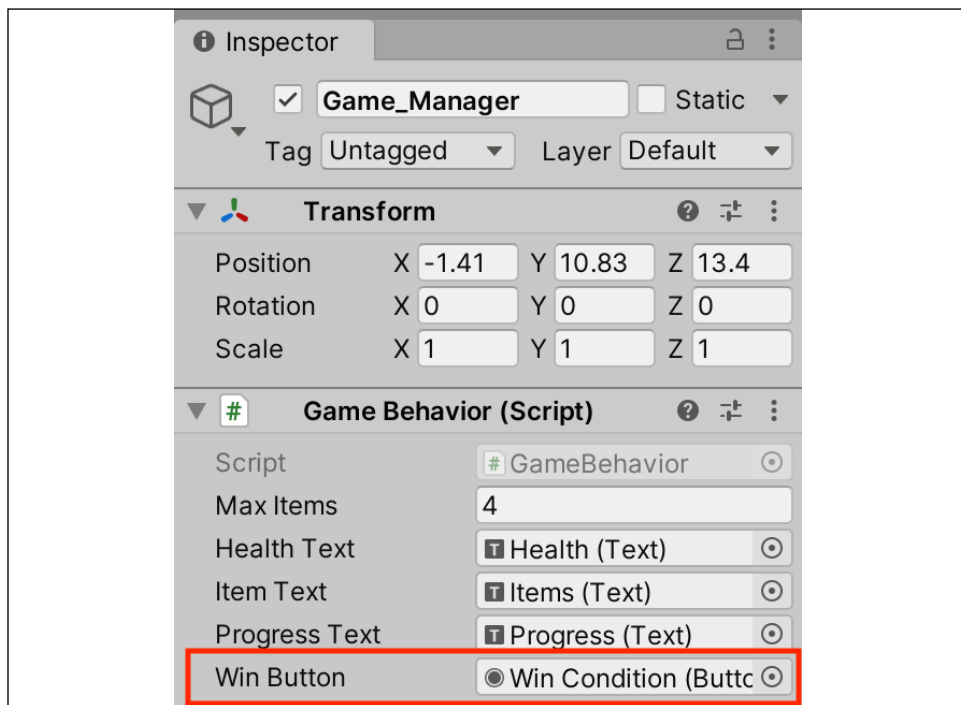 Inspector
Game_Manager Static
Tag Untagged Layer Default
Transform
Position X -1.41 Y 10.83 Z 13.4
Rotation X 0 Y 0 Z 0
Scale X 1 Y 1 Z 1
# Game Behavior (Script)
Script # GameBehavior
Max Items 4
Health Text T Health (Text)
Item Text T Items (Text)
Progress Text T Progress (Text)
Win Button Win Condition (Buttc